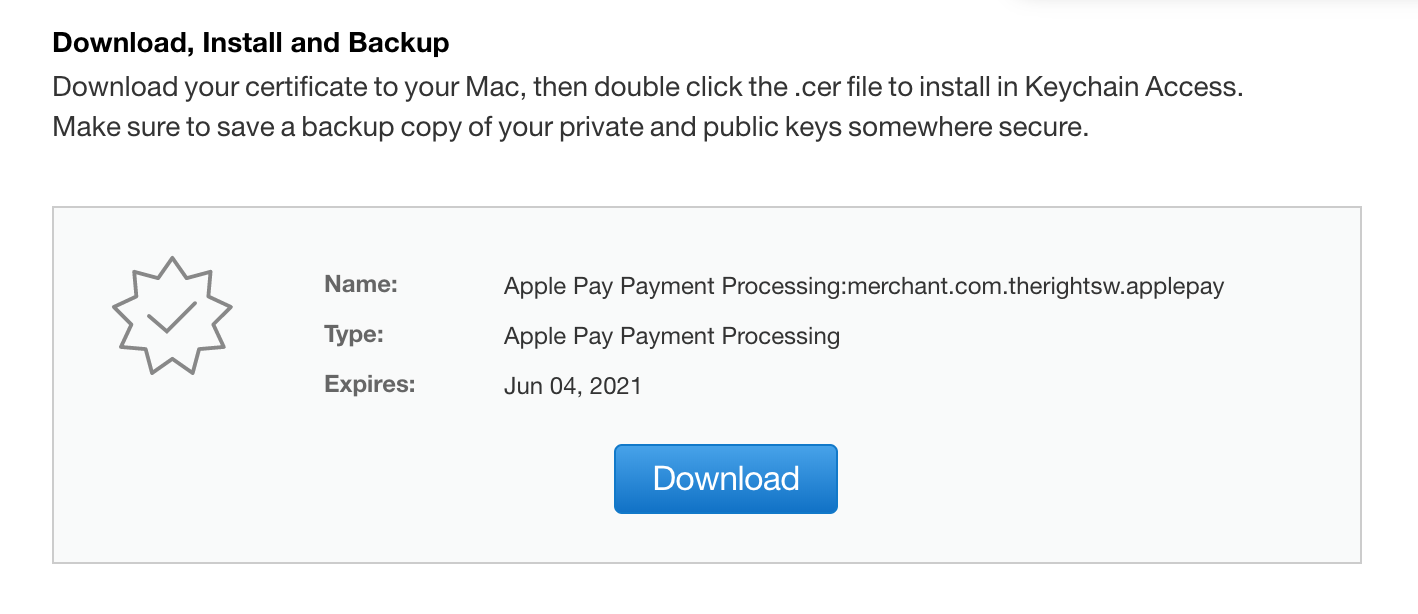 Download, Install and Backup
Download your certificate to your Mac, then double click the .cer file to install in Keychain Access.
Make sure to save a backup copy of your private and public keys somewhere secure.
Name: Apple Pay Payment Processing:merchant.com.therightsw.applepay
Type: Apple Pay Payment Processing
Expires: Jun 04, 2021
Download